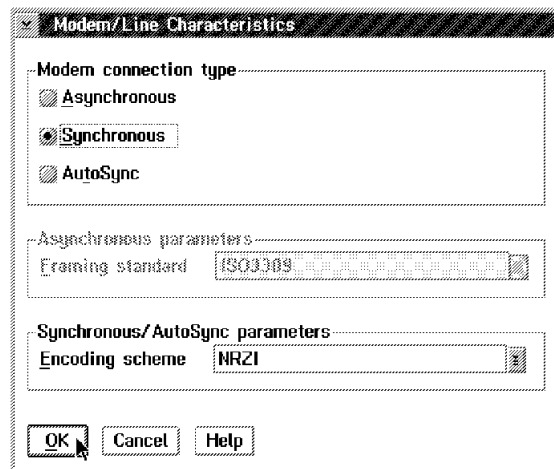 Modem/Line Characteristics
Modem connection type
Asynchronous
Synchronous
AutoSync
Asynchronous parameters
Framing standard ISO3309
Synchronous/AutoSync parameters
Encoding scheme NRZI
OK Cancel Help